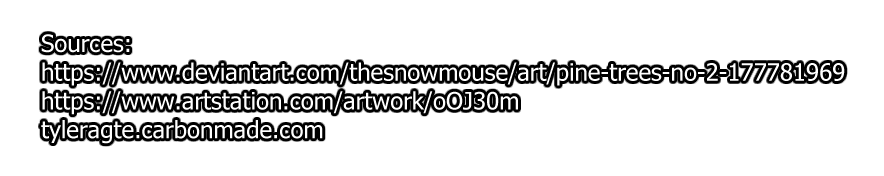 Sources:
https://www.deviantart.com/thesnowmouse/art/pine-trees-no-2-177781969
https://www.artstation.com/artwork/oOJ30m
tyleragte.carbonmade.com